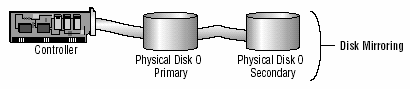 Controller
Physical Disk 0
Primary
Physical Disk 0
Secondary
Disk Mirroring